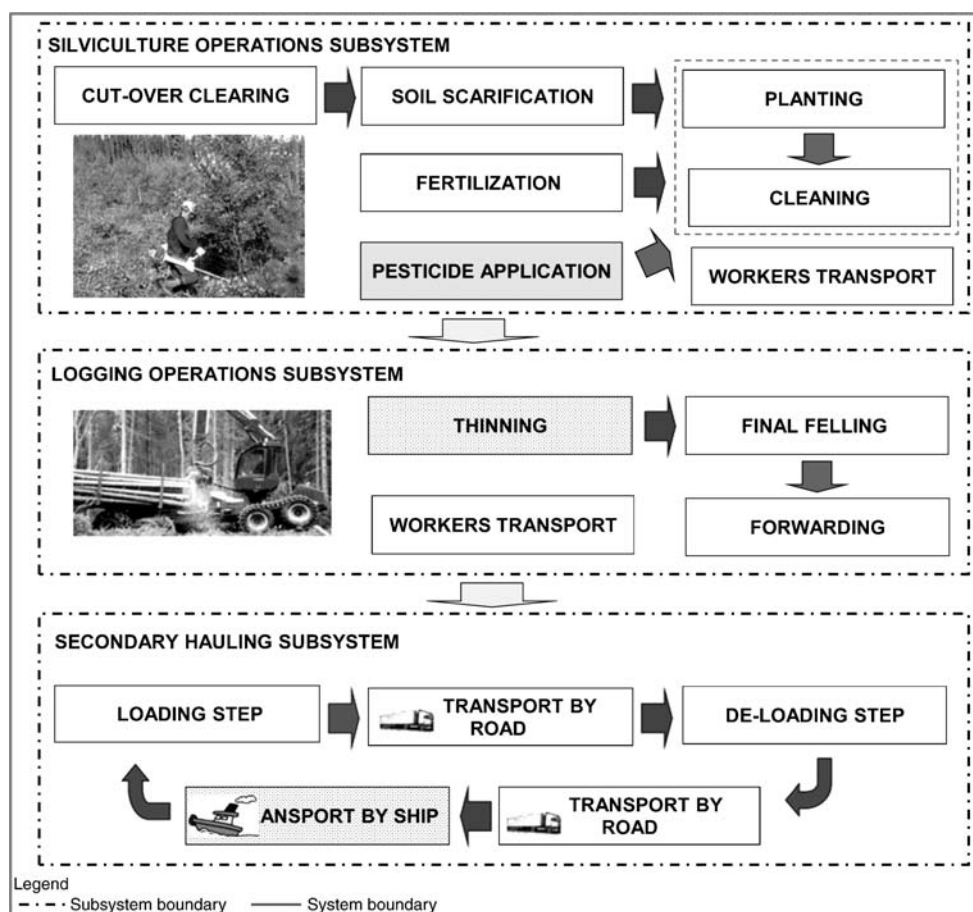 SILVICULTURE OPERATIONS SUBSYSTEM
CUT-OVER CLEARING
SOIL SCARIFICATION
PLANTING
FERTILIZATION
CLEANING
PESTICIDE APPLICATION
WORKERS TRANSPORT
LOGGING OPERATIONS SUBSYSTEM
THINNING
FINAL FELLING
WORKERS TRANSPORT
FORWARDING
SECONDARY HAULING SUBSYSTEM
LOADING STEP
TRANSPORT BY
ROAD
DE-LOADING STEP
ANSPORT BY SHIP
TRANSPORT BY
ROAD
Legend
Subsystem boundary
System boundary